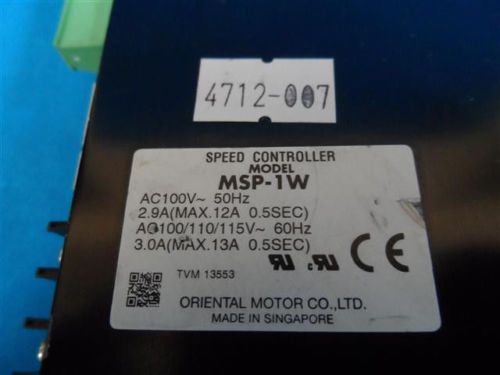 4712-007
SPEED CONTROLLER
MODEL
MSP-1W
AC100V~ 50Hz
2.9A(MAX.12A 0.5SEC)
AC100/110/115V~ 60Hz
3.0A(MAX.13A 0.5SEC)
TVM 13553
ORIENTAL MOTOR CO.,LTD.
MADE IN SINGAPORE